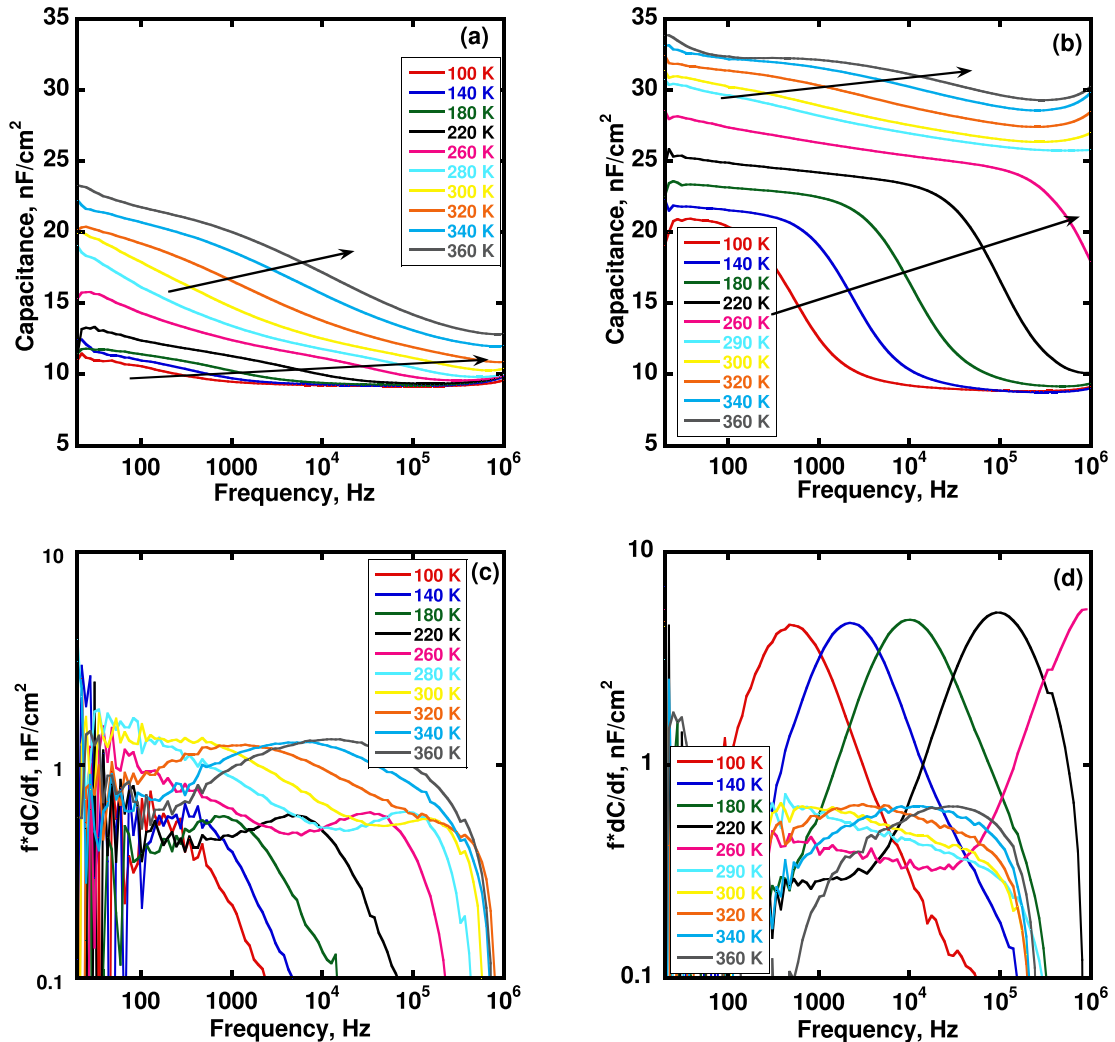 (a)
35
30
25
20
15
10
5
Capacitance, nF/cm²
100 K
140 K
180 K
220 K
260 K
280 K
300 K
320 K
340 K
360 K
100
1000
10⁴
10⁵
10⁶
Frequency, Hz
(b)
35
30
25
20
15
10
5
Capacitance, nF/cm²
100 K
140 K
180 K
220 K
260 K
290 K
300 K
320 K
340 K
360 K
100
1000
10⁴
10⁵
10⁶
Frequency, Hz
(c)
10
1
0.1
f*dC/df, nF/cm²
100 K
140 K
180 K
220 K
260 K
280 K
300 K
320 K
340 K
360 K
100
1000
10⁴
10⁵
10⁶
Frequency, Hz
(d)
10
1
0.1
f*dC/df, nF/cm²
100 K
140 K
180 K
220 K
260 K
290 K
300 K
320 K
340 K
360 K
100
1000
10⁴
10⁵
10⁶
Frequency, Hz